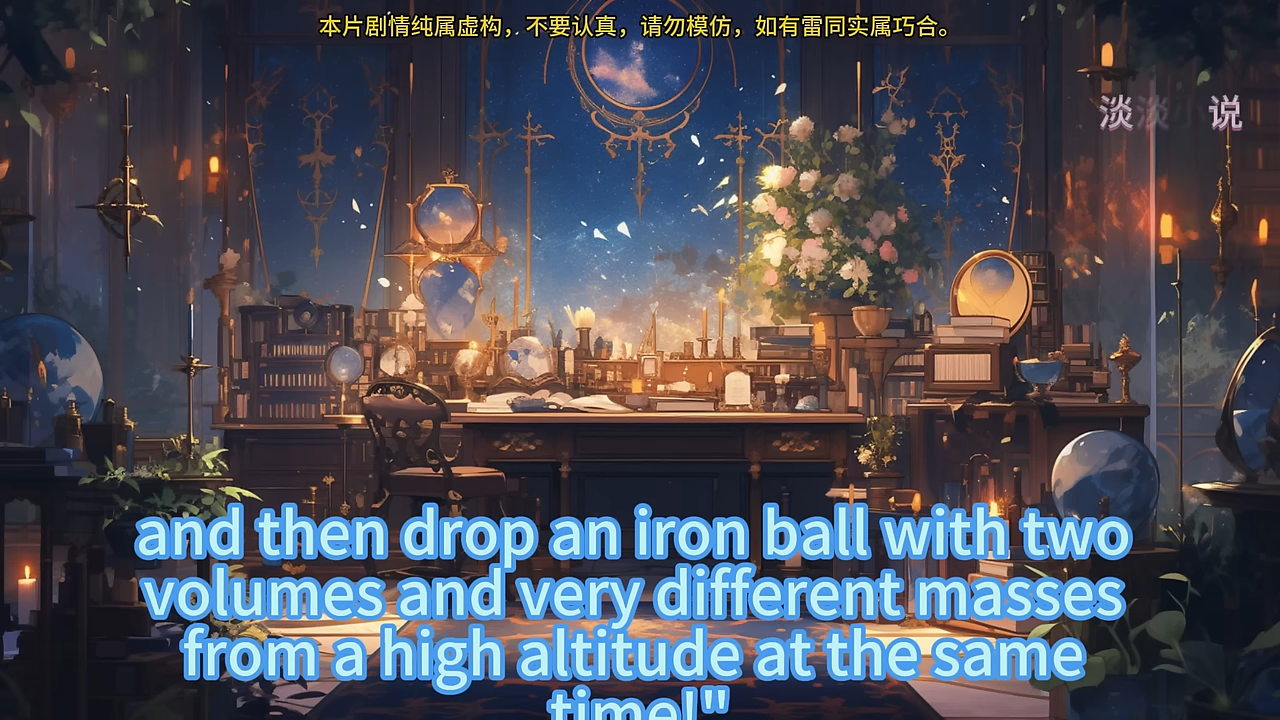 本片剧情纯属虚构，不要认真，请勿模仿，如有雷同实属巧合。
淡淡小说
and then drop an iron ball with two
volumes and very different masses
from a high altitude at the same
time!"